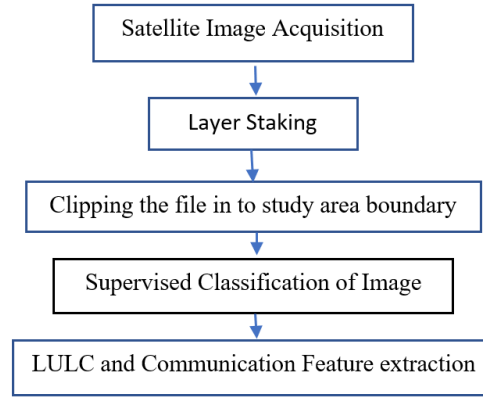 Satellite Image Acquisition
Layer Staking
Clipping the file in to study area boundary
Supervised Classification of Image
LULC and Communication Feature extraction